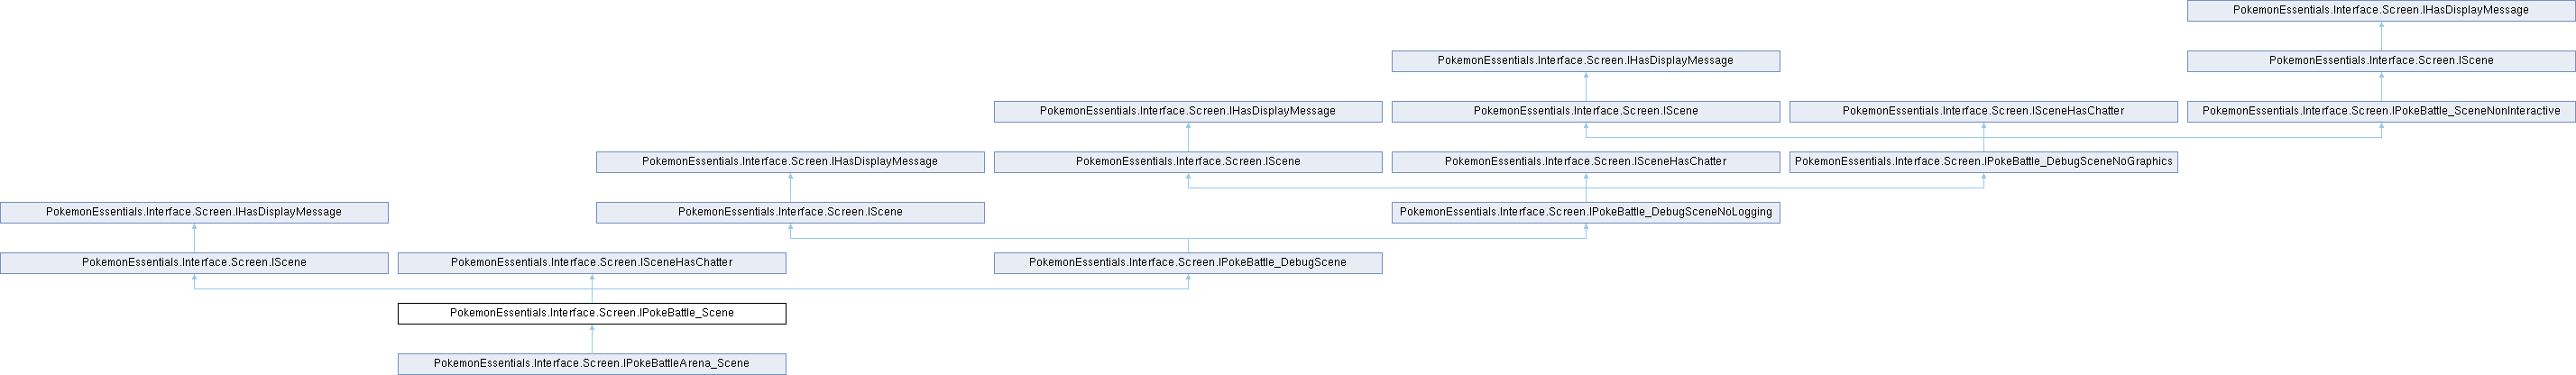 PokemonEssentials.Interface.Screen.IHasDisplayMessage
PokemonEssentials.Interface.Screen.IHasDisplayMessage
PokemonEssentials.Interface.Screen.IScene
PokemonEssentials.Interface.Screen.IHasDisplayMessage
PokemonEssentials.Interface.Screen.IScene
PokemonEssentials.Interface.Screen.ISceneHasChatter
PokemonEssentials.Interface.Screen.IPokeBattle_SceneNonInteractive
PokemonEssentials.Interface.Screen.IHasDisplayMessage
PokemonEssentials.Interface.Screen.IScene
PokemonEssentials.Interface.Screen.ISceneHasChatter
PokemonEssentials.Interface.Screen.IPokeBattle_DebugSceneNoGraphics
PokemonEssentials.Interface.Screen.IHasDisplayMessage
PokemonEssentials.Interface.Screen.IScene
PokemonEssentials.Interface.Screen.IPokeBattle_DebugSceneNoLogging
PokemonEssentials.Interface.Screen.IScene
PokemonEssentials.Interface.Screen.ISceneHasChatter
PokemonEssentials.Interface.Screen.IPokeBattle_DebugScene
PokemonEssentials.Interface.Screen.IPokeBattle_Scene
PokemonEssentials.Interface.Screen.IPokeBattleArena_Scene